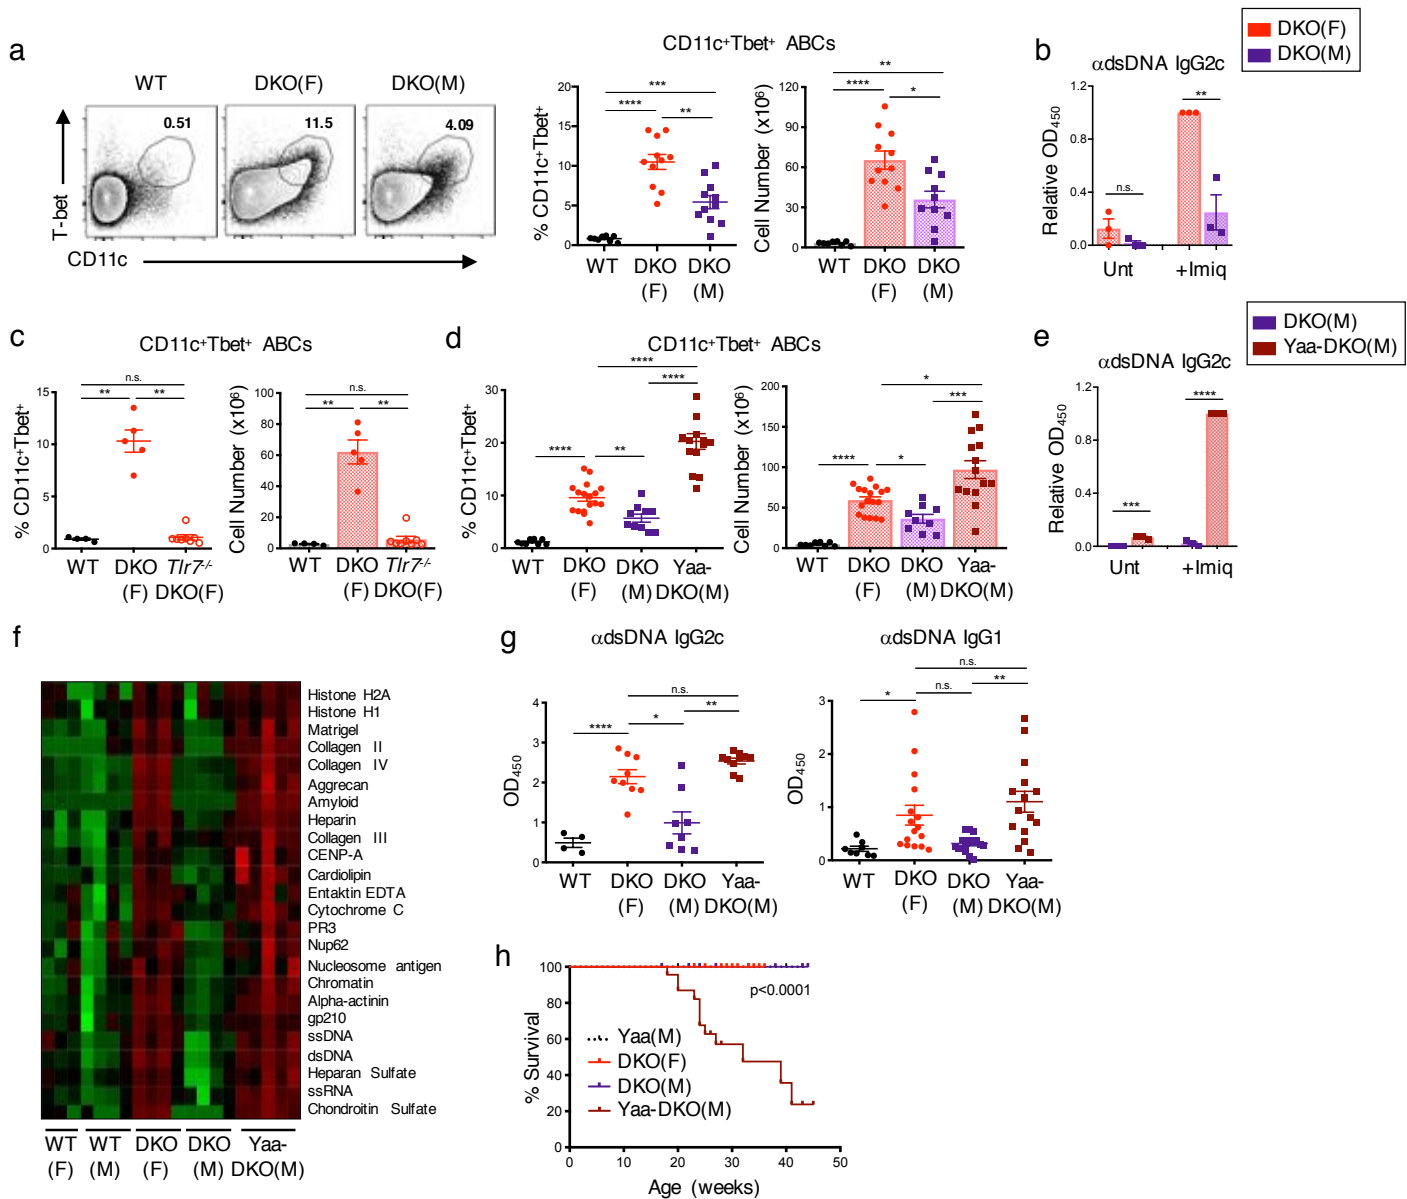 a
WT
DKO(F)
DKO(M)
0.51
11.5
4.09
T-bet
CD11c
CD11c⁺Tbet⁺ ABCs
% CD11c⁺Tbet⁺
20
15
10
5
0
***
****
**
WT
DKO (F)
DKO (M)
Cell Number (x10⁶)
120
90
60
30
0
**
****
*
WT
DKO (F)
DKO (M)
b
DKO(F)
DKO(M)
αdsDNA IgG2c
Relative OD₄₅₀
1.2
0.8
0.4
0.0
n.s.
**
Unt
+Imiq
c
CD11c⁺Tbet⁺ ABCs
% CD11c⁺Tbet⁺
15
10
5
0
n.s.
**
**
WT
DKO (F)
Tlr7⁻/⁻ DKO(F)
Cell Number (x10⁶)
100
80
60
40
20
0
n.s.
**
**
WT
DKO (F)
Tlr7⁻/⁻ DKO(F)
d
CD11c⁺Tbet⁺ ABCs
% CD11c⁺Tbet⁺
30
20
10
0
****
****
****
**
WT
DKO (F)
DKO (M)
Yaa-DKO(M)
Cell Number (x10⁶)
200
150
100
50
0
*
***
****
*
WT
DKO (F)
DKO (M)
Yaa-DKO(M)
e
DKO(M)
Yaa-DKO(M)
αdsDNA IgG2c
Relative OD₄₅₀
1.2
0.8
0.4
0.0
***
****
Unt
+Imiq
f
Histone H2A
Histone H1
Matrigel
Collagen II
Collagen IV
Aggrecan
Amyloid
Heparin
Collagen III
CENP-A
Cardiolipin
Entaktin EDTA
Cytochrome C
PR3
Nup62
Nucleosome antigen
Chromatin
Alpha-actinin
gp210
ssDNA
dsDNA
Heparan Sulfate
ssRNA
Chondroitin Sulfate
WT (F)
WT (M)
DKO (F)
DKO (M)
Yaa-DKO(M)
g
αdsDNA IgG2c
OD₄₅₀
4
3
2
1
0
n.s.
**
****
*
WT
DKO (F)
DKO (M)
Yaa-DKO(M)
αdsDNA IgG1
OD₄₅₀
3
2
1
0
n.s.
**
*
n.s.
WT
DKO (F)
DKO (M)
Yaa-DKO(M)
h
% Survival
100
80
60
40
20
0
p<0.0001
Yaa(M)
DKO(F)
DKO(M)
Yaa-DKO(M)
0
10
20
30
40
50
Age (weeks)